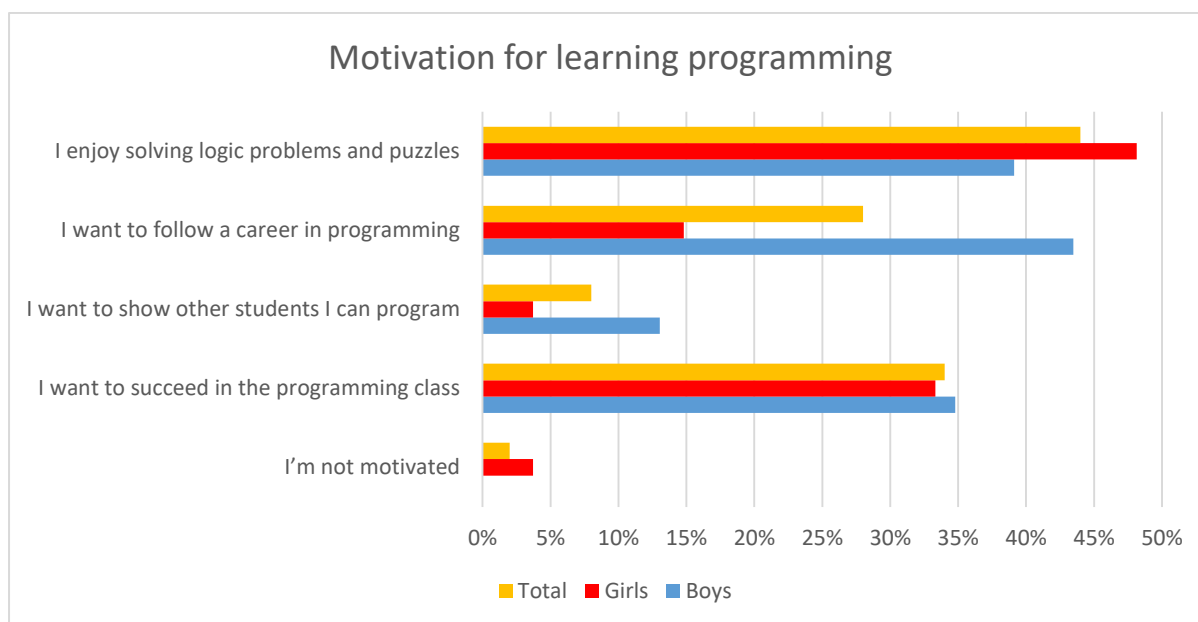 Motivation for learning programming
I enjoy solving logic problems and puzzles
I want to follow a career in programming
I want to show other students I can program
I want to succeed in the programming class
I’m not motivated
0% 5% 10% 15% 20% 25% 30% 35% 40% 45% 50%
Total Girls Boys